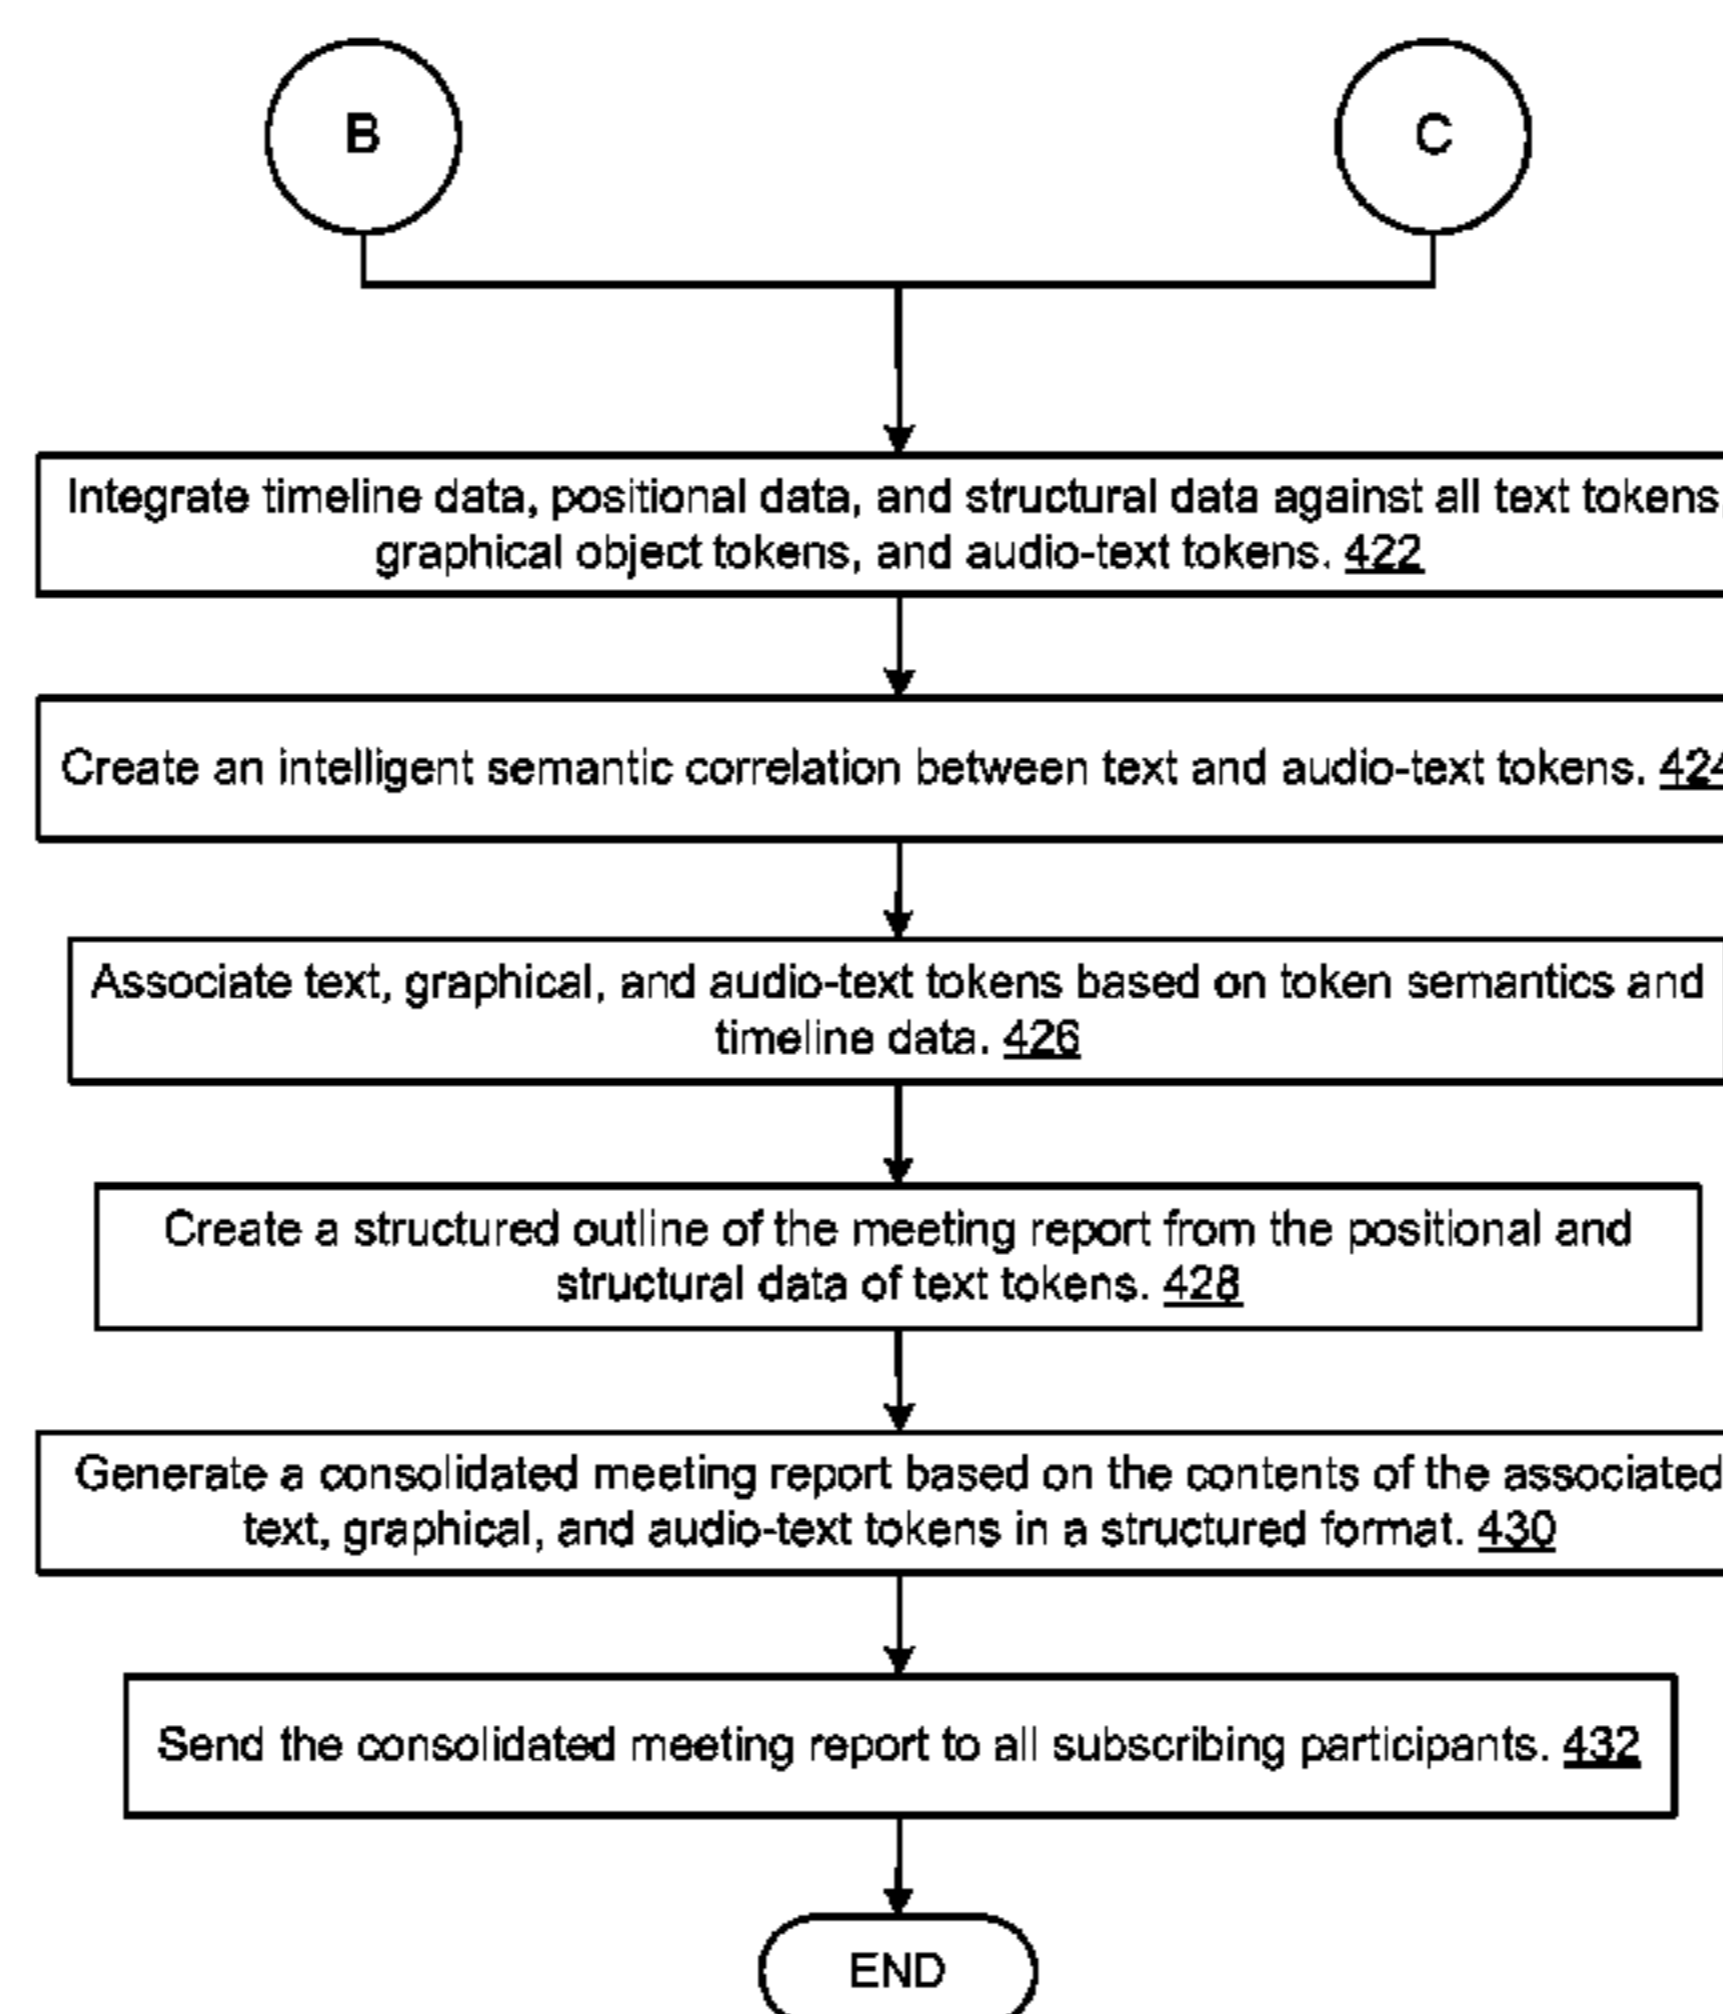 B
C
Integrate timeline data, positional data, and structural data against all text tokens,
graphical object tokens, and audio-text tokens. 422
Create an intelligent semantic correlation between text and audio-text tokens. 424
Associate text, graphical, and audio-text tokens based on token semantics and
timeline data. 426
Create a structured outline of the meeting report from the positional and
structural data of text tokens. 428
Generate a consolidated meeting report based on the contents of the associated
text, graphical, and audio-text tokens in a structured format. 430
Send the consolidated meeting report to all subscribing participants. 432
END